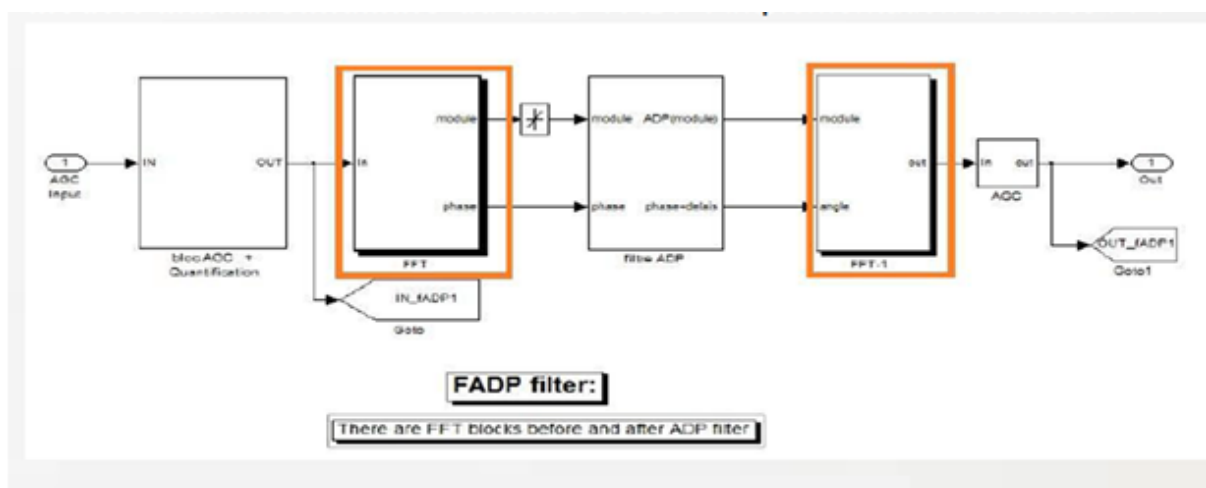 1
AGC
Input
IN
OUT
bloc AGC +
Quantification
In
module
phase
FFT
IN_fADP1
Goto
module
ADP(module)
phase
phase+delais
filtre ADP
module
out
angle
FFT-1
In
out
AGC
1
Out
OUT_fADP1
Goto1
FADP filter:
There are FFT blocks before and after ADP filter